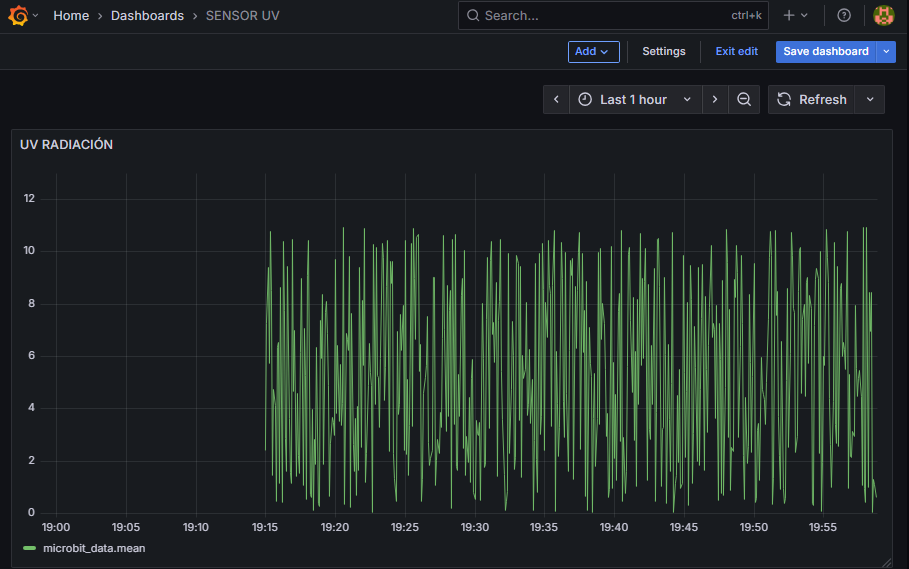 Home › Dashboards › SENSOR UV
Search... ctrl+k
Add Settings Exit edit Save dashboard
Last 1 hour Refresh
UV RADIACIÓN
12
10
8
6
4
2
0
19:00 19:05 19:10 19:15 19:20 19:25 19:30 19:35 19:40 19:45 19:50 19:55
microbit_data.mean